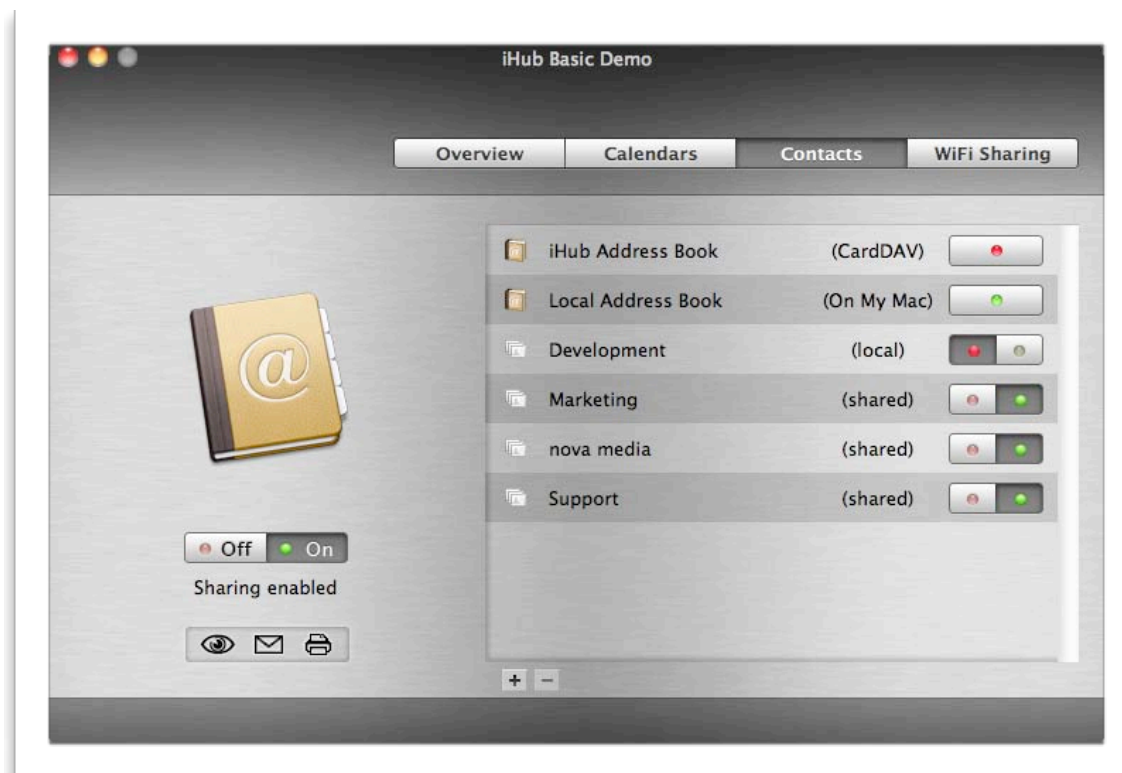 iHub Basic Demo
Overview Calendars Contacts WiFi Sharing
iHub Address Book (CardDAV)
Local Address Book (On My Mac)
Development (local)
Marketing (shared)
nova media (shared)
Support (shared)
@
Off On
Sharing enabled
+ −